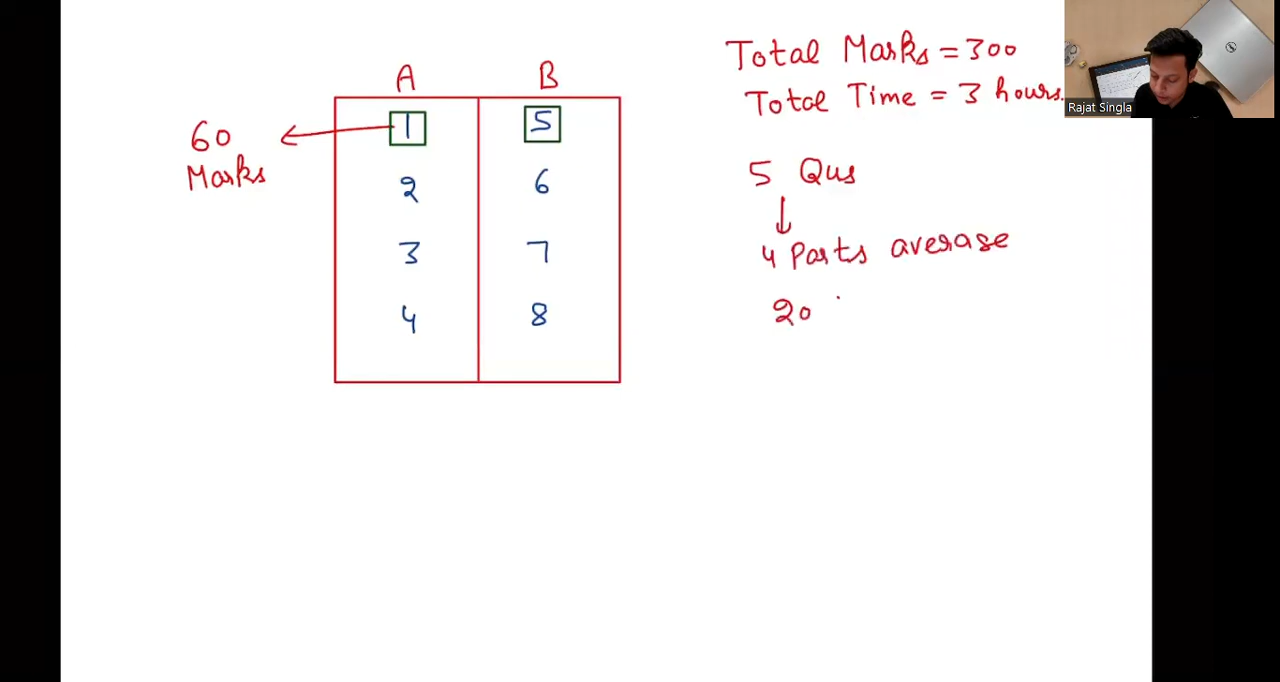 A B
1 5
60
Marks
2 6
3 7
4 8
Total Marks = 300
Total Time = 3 hours.
5 Qus
↓
4 Parts average
20
Rajat Singla